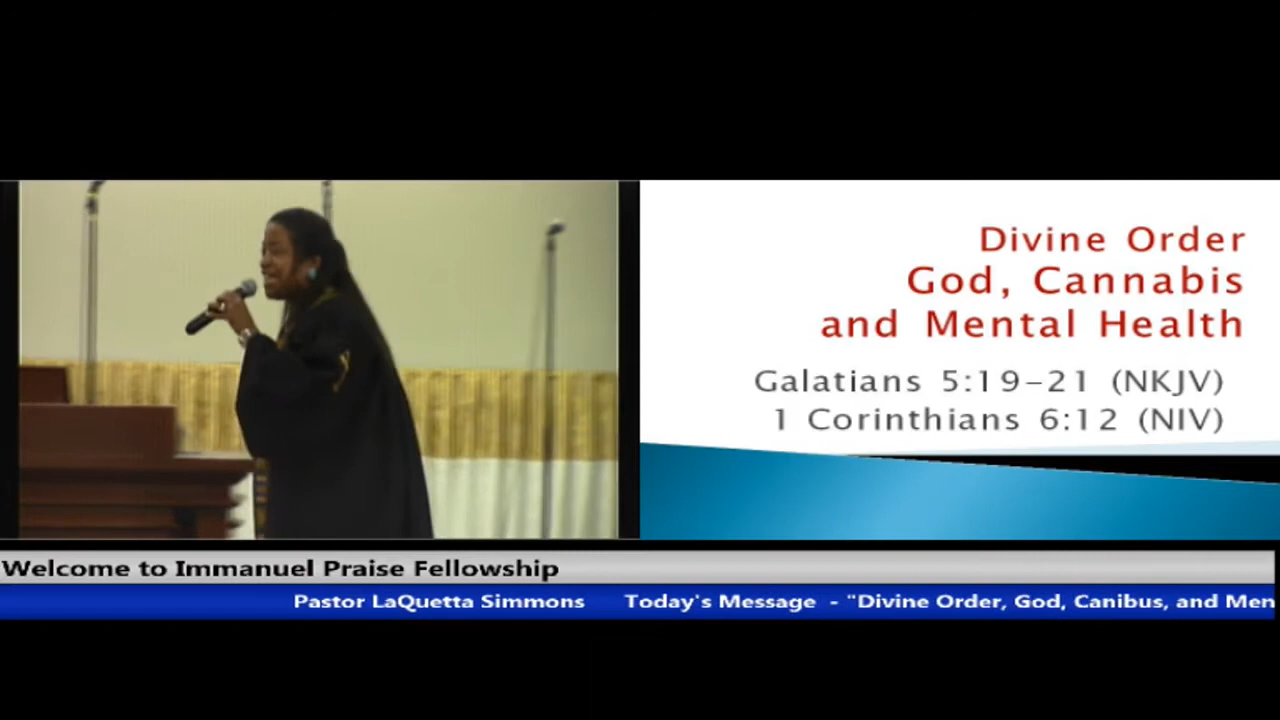 Divine Order
God, Cannabis
and Mental Health
Galatians 5:19-21 (NKJV)
1 Corinthians 6:12 (NIV)
Welcome to Immanuel Praise Fellowship
Pastor LaQuetta Simmons Today's Message - "Divine Order, God, Canibus, and Men